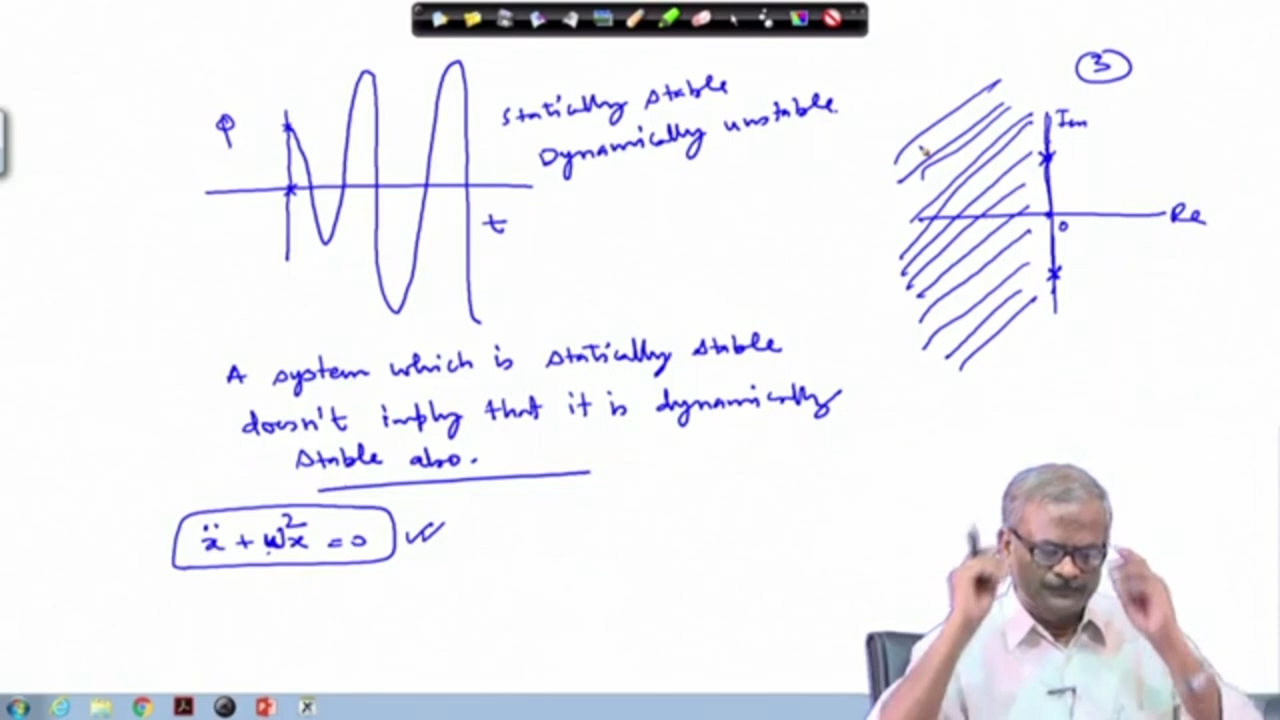 3
φ
Statically stable
Dynamically unstable.
t
Im
Re
0
A system which is statically stable
doesn't imply that it is dynamically
stable also.
ẍ + ω²x = 0